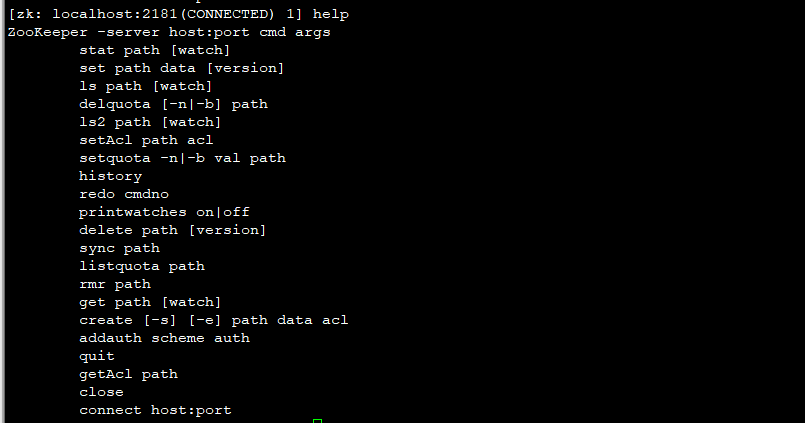 [zk: localhost:2181(CONNECTED) 1] help
ZooKeeper -server host:port cmd args
stat path [watch]
set path data [version]
ls path [watch]
delquota [-n|-b] path
ls2 path [watch]
setAcl path acl
setquota -n|-b val path
history
redo cmdno
printwatches on|off
delete path [version]
sync path
listquota path
rmr path
get path [watch]
create [-s] [-e] path data acl
addauth scheme auth
quit
getAcl path
close
connect host:port